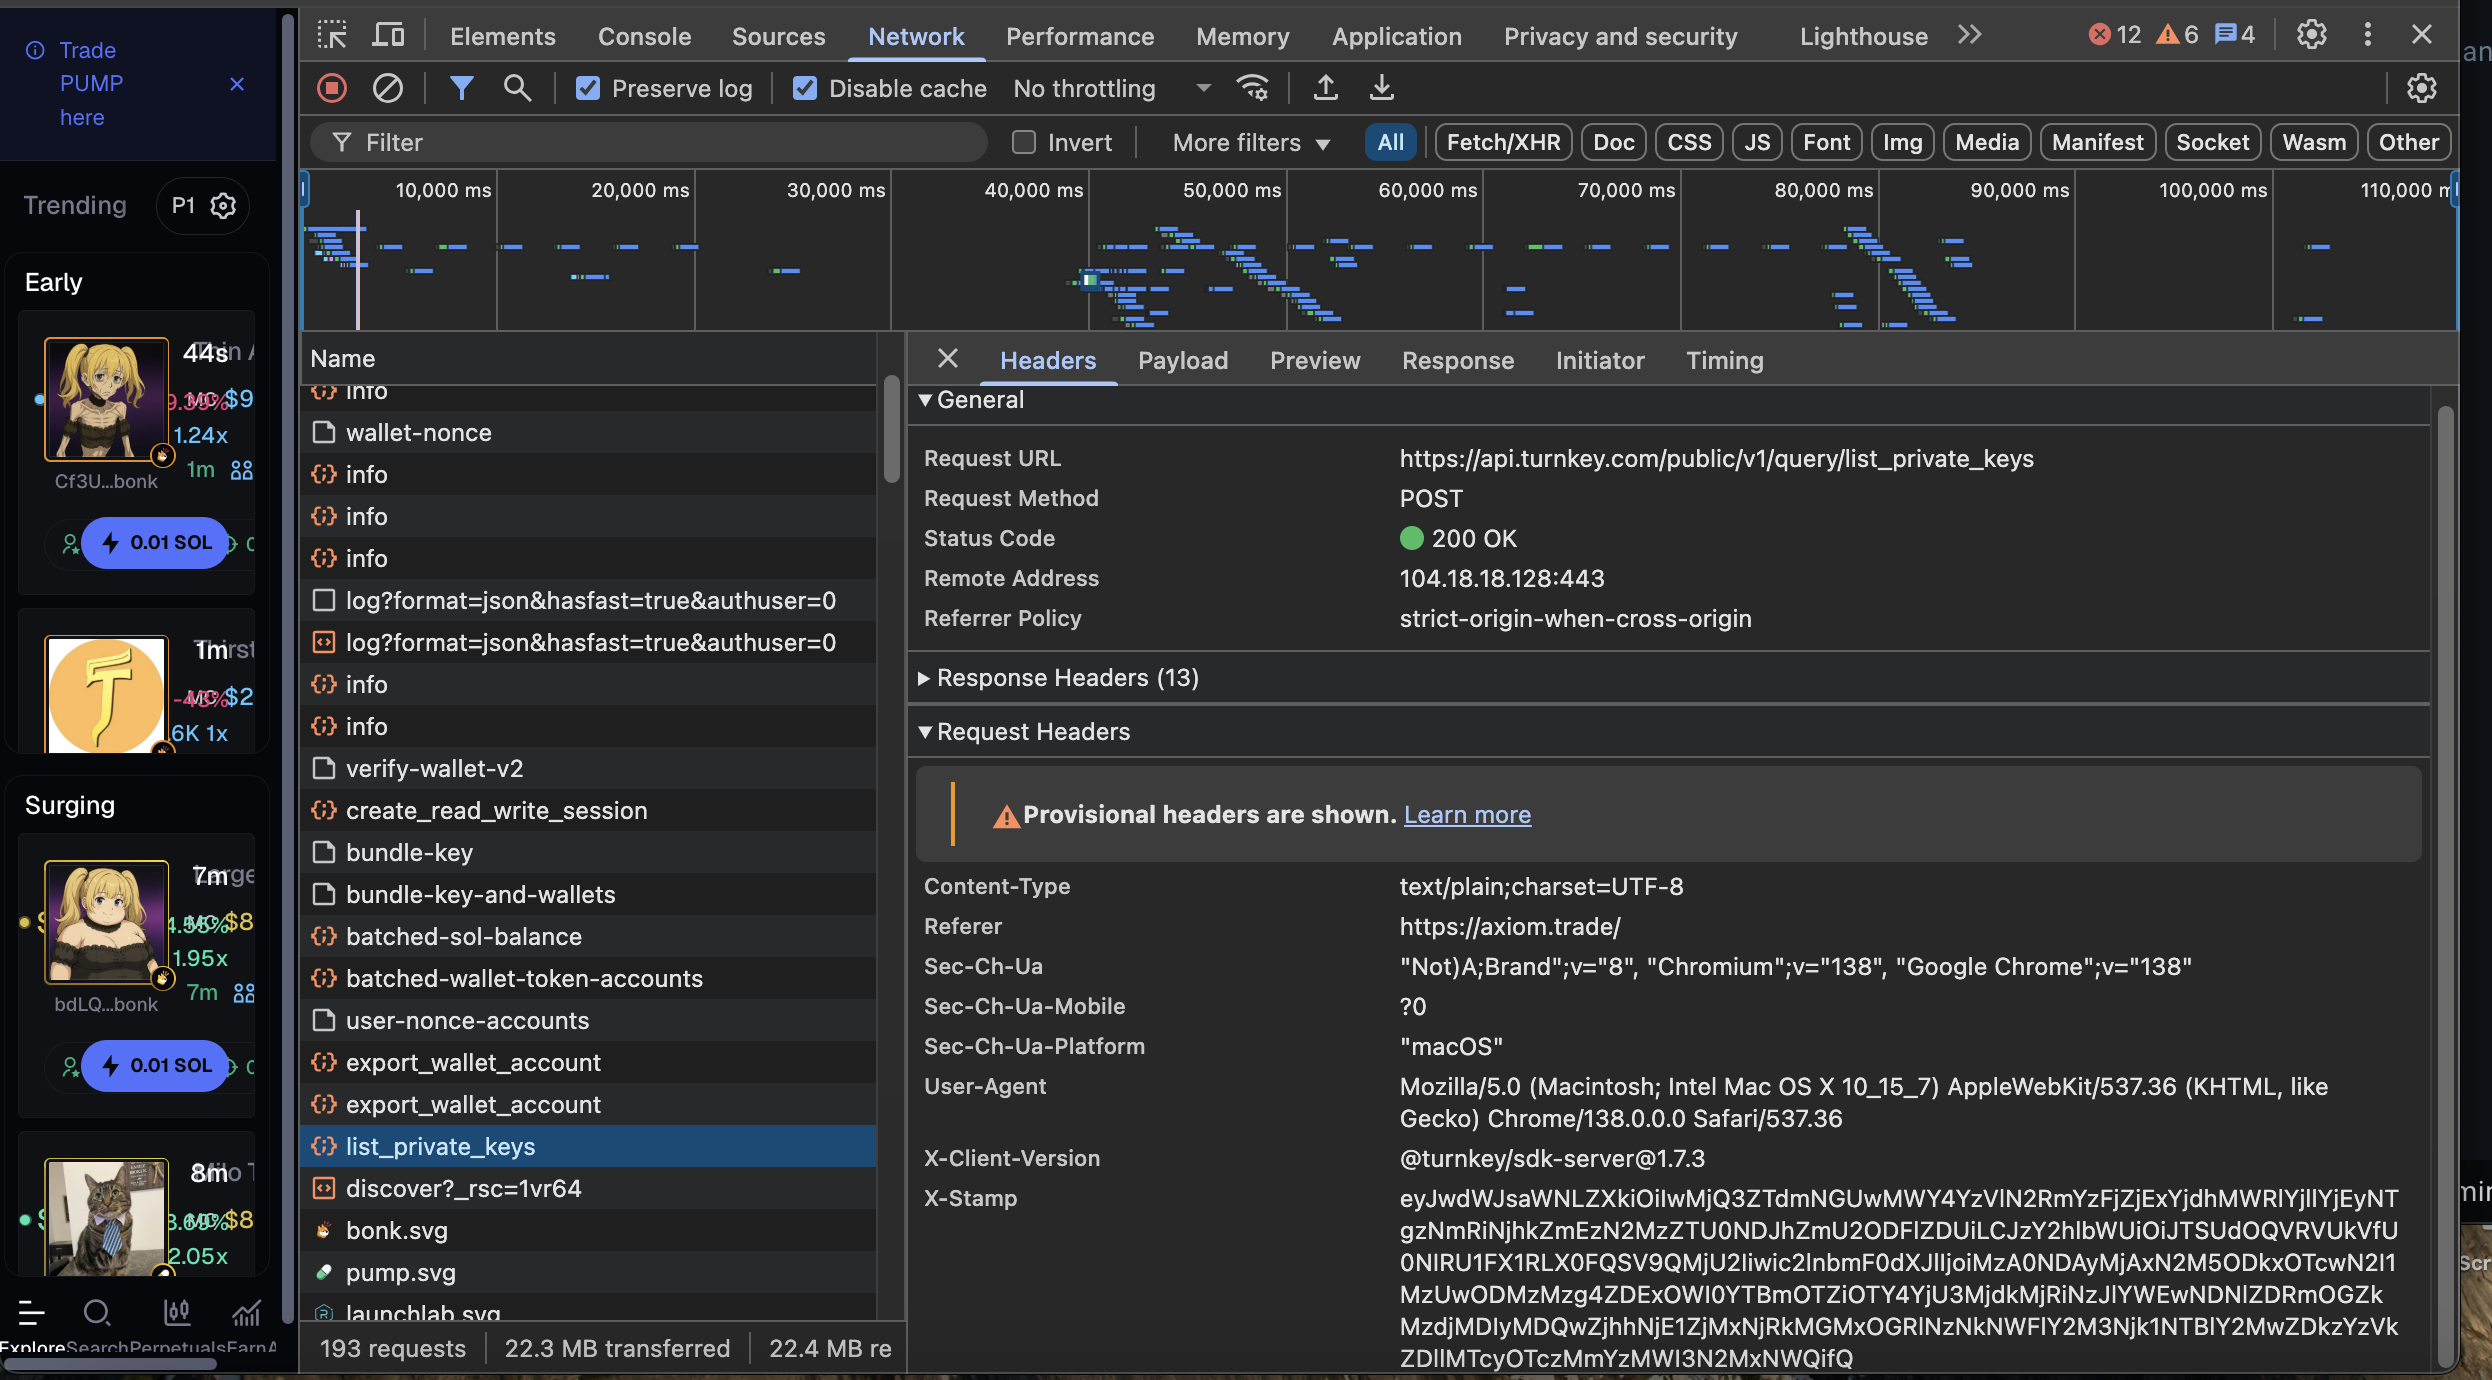 Trade
PUMP
here
Trending
P1
Early
44s
9.39%
$9
1.24x
1m
Cf3U...bonk
0.01 SOL
1m
-43%
$2
.6K 1x
Surging
7m
4.55%
$8
1.95x
7m
bdLQ...bonk
0.01 SOL
8m
3.69%
$8
2.05x
Explore
Search
Perpetuals
Elements
Console
Sources
Network
Performance
Memory
Application
Privacy and security
Lighthouse
12
6
4
Preserve log
Disable cache
No throttling
Filter
Invert
More filters
All
Fetch/XHR
Doc
CSS
JS
Font
Img
Media
Manifest
Socket
Wasm
Other
10,000 ms
20,000 ms
30,000 ms
40,000 ms
50,000 ms
60,000 ms
70,000 ms
80,000 ms
90,000 ms
100,000 ms
110,000 m
Name
info
wallet-nonce
info
info
info
log?format=json&hasfast=true&authuser=0
log?format=json&hasfast=true&authuser=0
info
info
verify-wallet-v2
create_read_write_session
bundle-key
bundle-key-and-wallets
batched-sol-balance
batched-wallet-token-accounts
user-nonce-accounts
export_wallet_account
export_wallet_account
list_private_keys
discover?_rsc=1vr64
bonk.svg
pump.svg
launchlab.svg
193 requests
22.3 MB transferred
22.4 MB re
Headers
Payload
Preview
Response
Initiator
Timing
General
Request URL
https://api.turnkey.com/public/v1/query/list_private_keys
Request Method
POST
Status Code
200 OK
Remote Address
104.18.18.128:443
Referrer Policy
strict-origin-when-cross-origin
Response Headers (13)
Request Headers
Provisional headers are shown. Learn more
Content-Type
text/plain;charset=UTF-8
Referer
https://axiom.trade/
Sec-Ch-Ua
"Not)A;Brand";v="8", "Chromium";v="138", "Google Chrome";v="138"
Sec-Ch-Ua-Mobile
?0
Sec-Ch-Ua-Platform
"macOS"
User-Agent
Mozilla/5.0 (Macintosh; Intel Mac OS X 10_15_7) AppleWebKit/537.36 (KHTML, like
Gecko) Chrome/138.0.0.0 Safari/537.36
X-Client-Version
@turnkey/sdk-server@1.7.3
X-Stamp